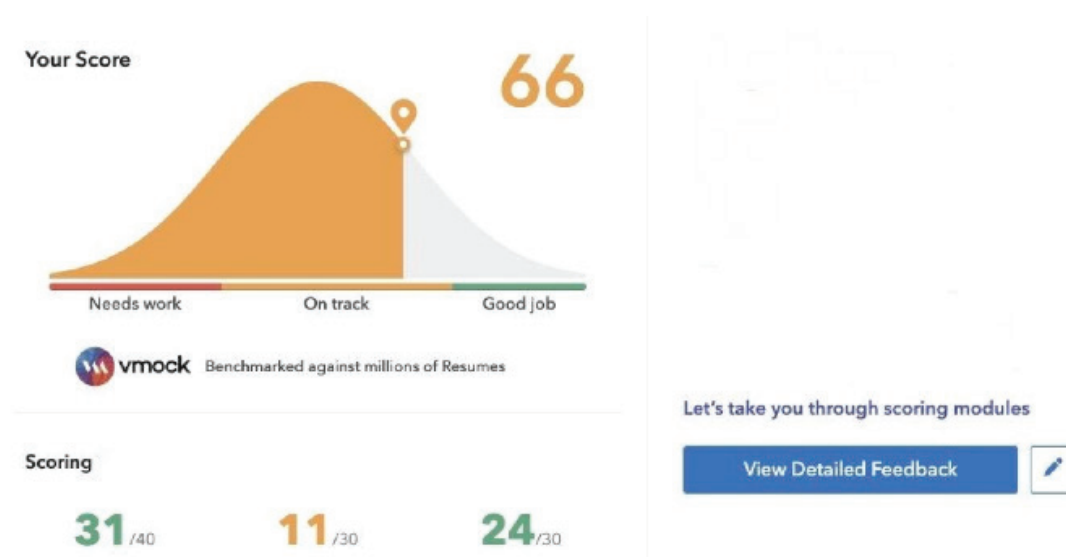 Your Score
66
Needs work On track Good job
vmock Benchmarked against millions of Resumes
Scoring
31/40 11/30 24/30
Let's take you through scoring modules
View Detailed Feedback